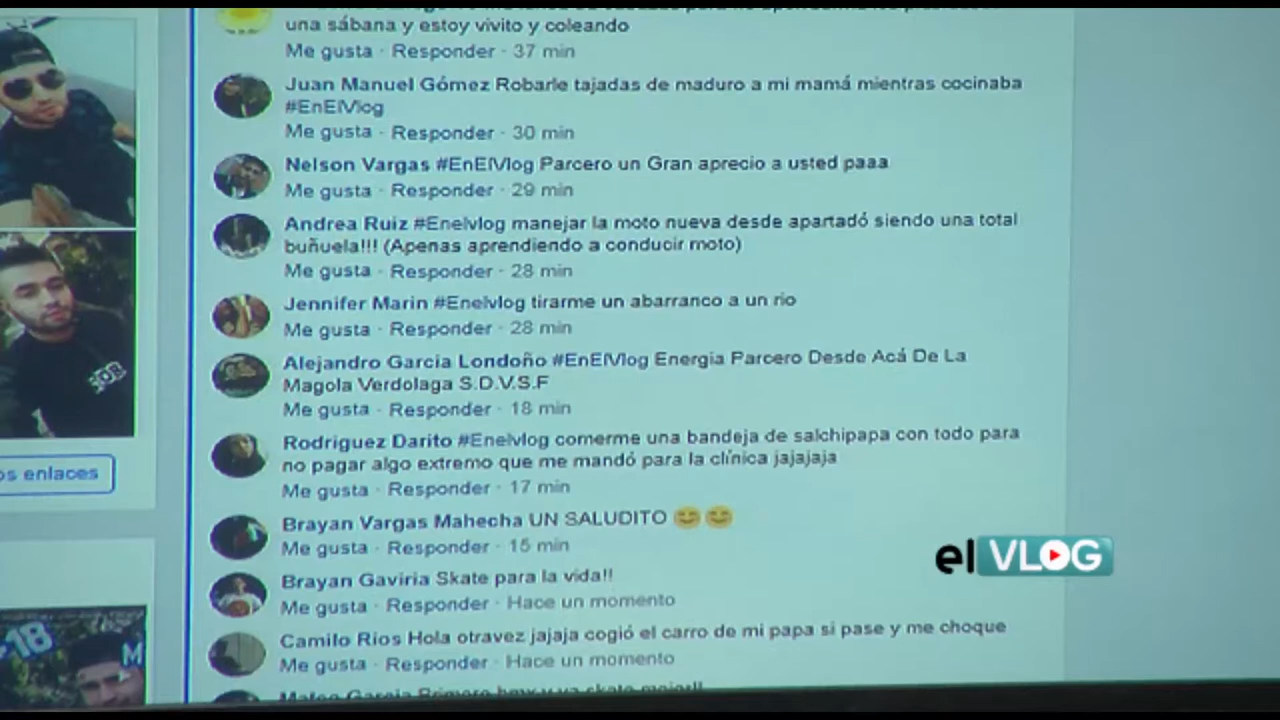 una sábana y estoy vivito y coleando
Me gusta · Responder · 37 min
Juan Manuel Gómez Robarle tajadas de maduro a mi mamá mientras cocinaba
#EnElVlog
Me gusta · Responder · 30 min
Nelson Vargas #EnElVlog Parcero un Gran aprecio a usted paaa
Me gusta · Responder · 29 min
Andrea Ruiz #Enelvlog manejar la moto nueva desde apartadó siendo una total
buñuela!!! (Apenas aprendiendo a conducir moto)
Me gusta · Responder · 28 min
Jennifer Marin #Enelvlog tirarme un abarranco a un rio
Me gusta · Responder · 28 min
Alejandro Garcia Londoño #EnElVlog Energia Parcero Desde Acá De La
Magola Verdolaga S.D.V.S.F
Me gusta · Responder · 18 min
Rodriguez Darito #Enelvlog comerme una bandeja de salchipapa con todo para
no pagar algo extremo que me mandó para la clínica jajajaja
Me gusta · Responder · 17 min
os enlaces
Brayan Vargas Mahecha UN SALUDITO 😊😊
Me gusta · Responder · 15 min
el VLOG
Brayan Gaviria Skate para la vida!!
Me gusta · Responder · Hace un momento
Camilo Rios Hola otravez jajaja cogió el carro de mi papa si pase y me choque
Me gusta · Responder · Hace un momento
-18
M
Mateo Garcia Primero bmx y ya skate mejor!!